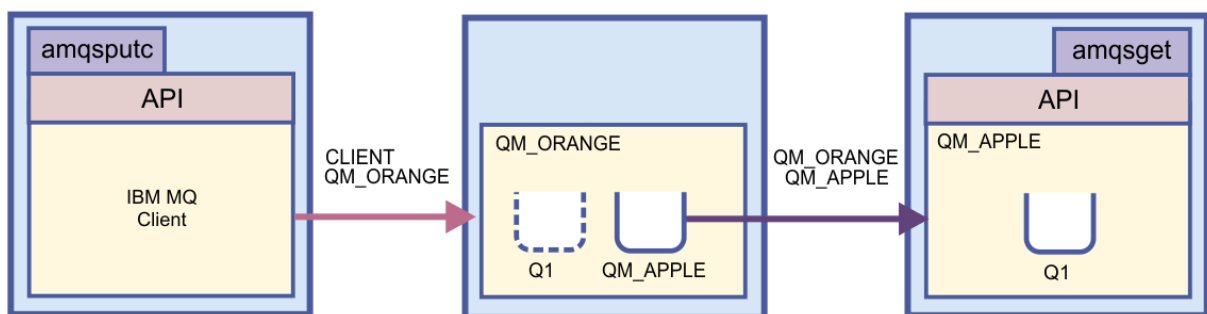 amqsputc
API
IBM MQ
Client
CLIENT
QM_ORANGE
QM_ORANGE
Q1
QM_APPLE
QM_ORANGE
QM_APPLE
amqsget
API
QM_APPLE
Q1